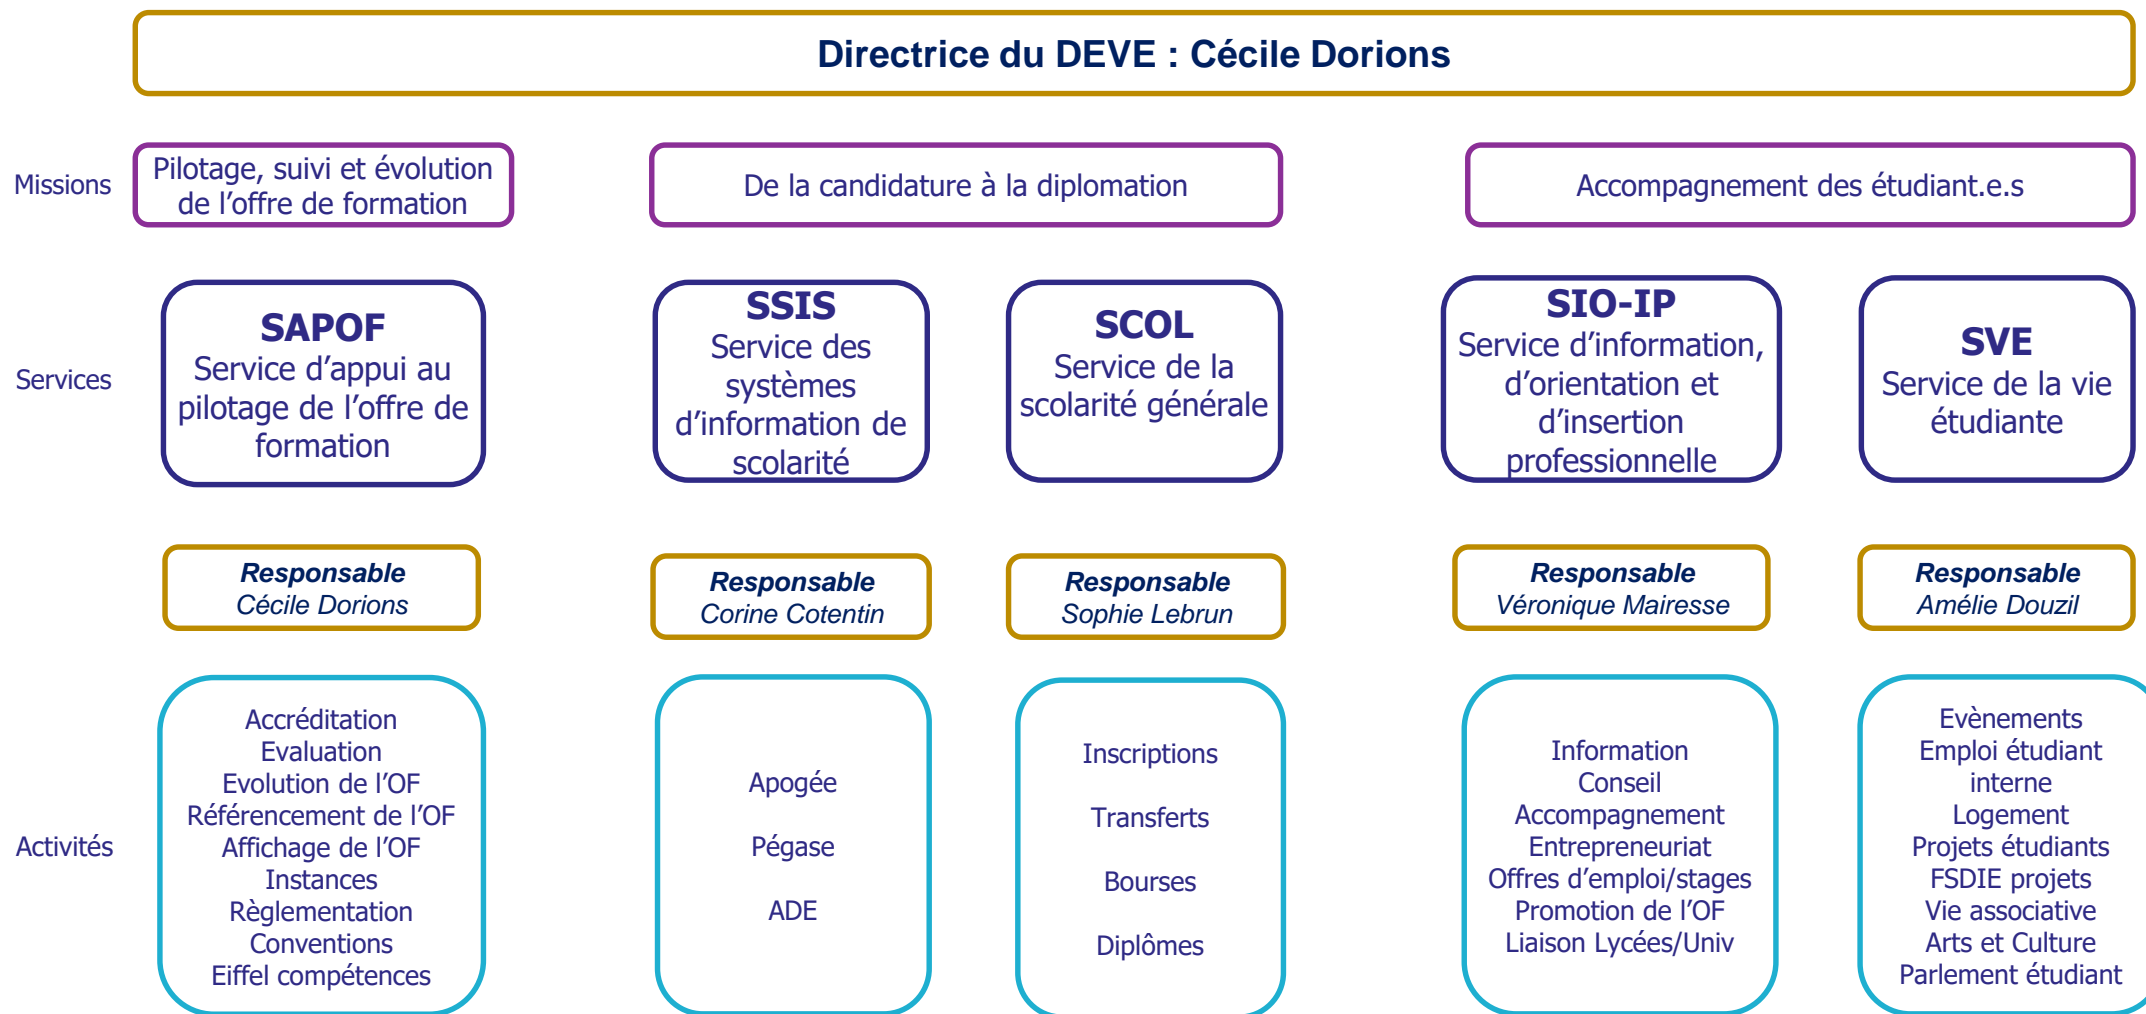 Directrice du DEVE : Cécile Dorions
Missions
Pilotage, suivi et évolution
de l’offre de formation
De la candidature à la diplomation
Accompagnement des étudiant.e.s
Services
SAPOF
Service d’appui au
pilotage de l’offre de
formation
SSIS
Service des
systèmes
d’information de
scolarité
SCOL
Service de la
scolarité générale
SIO-IP
Service d’information,
d’orientation et
d’insertion
professionnelle
SVE
Service de la vie
étudiante
Responsable
Cécile Dorions
Responsable
Corine Cotentin
Responsable
Sophie Lebrun
Responsable
Véronique Mairesse
Responsable
Amélie Douzil
Activités
Accréditation
Evaluation
Evolution de l’OF
Référencement de l’OF
Affichage de l’OF
Instances
Règlementation
Conventions
Eiffel compétences
Apogée
Pégase
ADE
Inscriptions
Transferts
Bourses
Diplômes
Information
Conseil
Accompagnement
Entrepreneuriat
Offres d’emploi/stages
Promotion de l’OF
Liaison Lycées/Univ
Evènements
Emploi étudiant
interne
Logement
Projets étudiants
FSDIE projets
Vie associative
Arts et Culture
Parlement étudiant